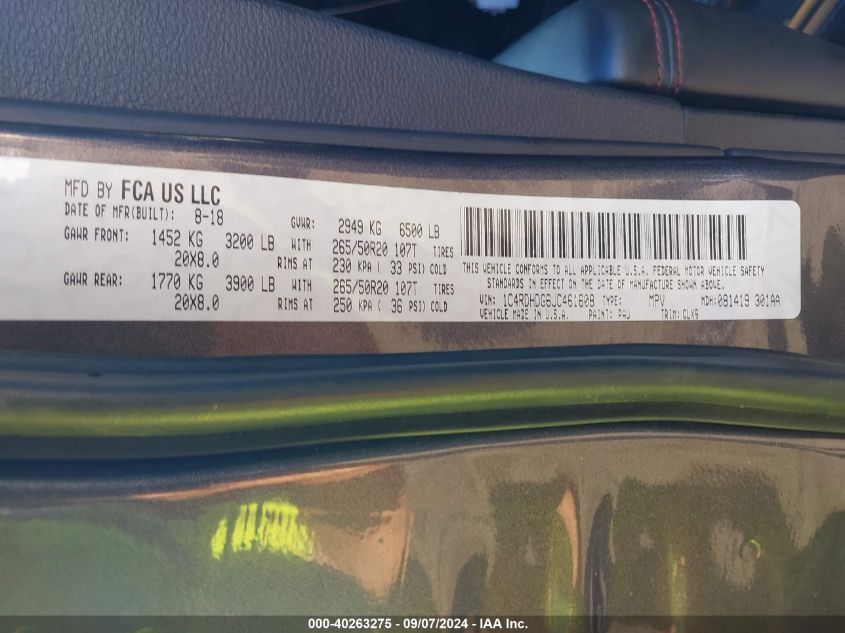 MFD BY FCA US LLC
DATE OF MFR(BUILT): 8-18 GVWR: 2949 KG 6500 LB
GAWR FRONT: 1452 KG 3200 LB WITH 265/50R20 107T TIRES
20X8.0 RIMS AT 230 KPA ( 33 PSI) COLD
GAWR REAR: 1770 KG 3900 LB WITH 265/50R20 107T TIRES
20X8.0 RIMS AT 250 KPA ( 36 PSI) COLD
THIS VEHICLE CONFORMS TO ALL APPLICABLE U.S.A. FEDERAL MOTOR VEHICLE SAFETY
STANDARDS IN EFFECT ON THE DATE OF MANUFACTURE SHOWN ABOVE.
VIN: 1C4RDHDG6JC461609 TYPE: MPV MDH: 081419 301AA
VEHICLE MADE IN U.S.A. PAINT: PAU TRIM: CLX9
000-40263275 - 09/07/2024 - IAA Inc.